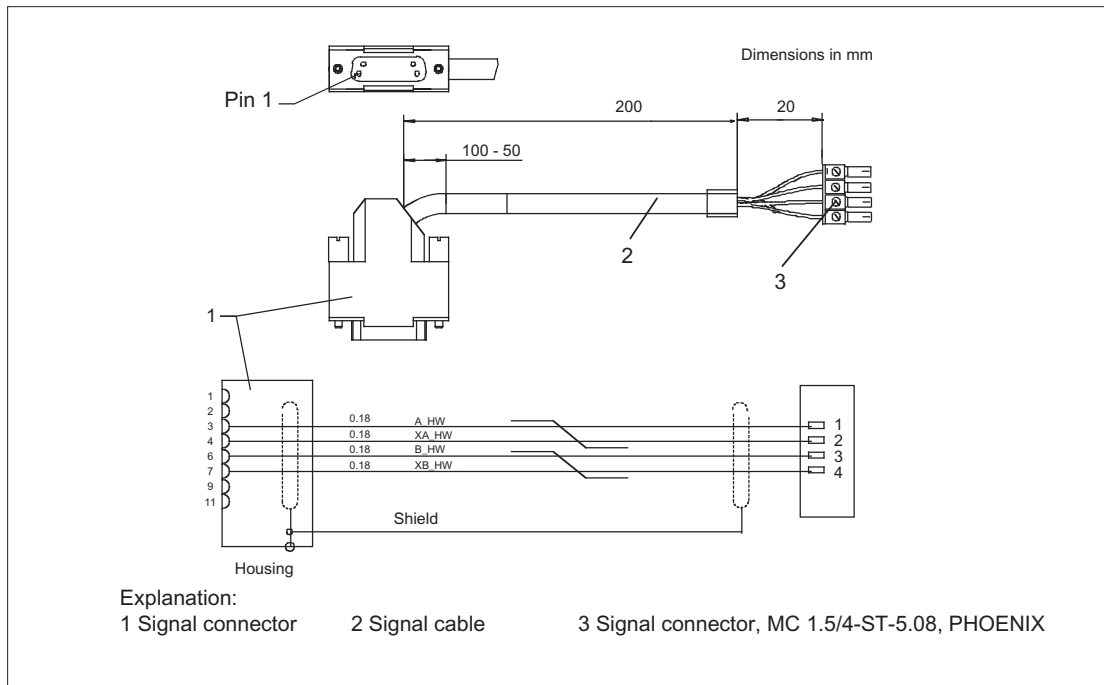 Dimensions in mm
Pin 1
200
20
100 - 50
2
3
1
1
2
3
4
6
7
9
11
0.18 A_HW
0.18 XA_HW
0.18 B_HW
0.18 XB_HW
1
2
3
4
Shield
Housing
Explanation:
1 Signal connector 2 Signal cable 3 Signal connector, MC 1.5/4-ST-5.08, PHOENIX